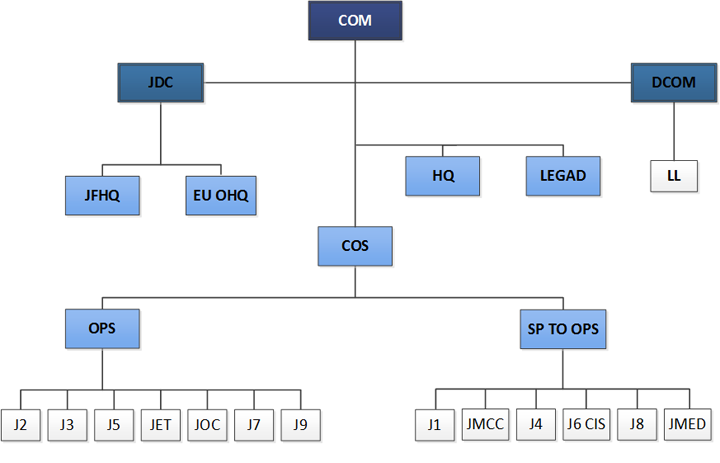 COM
JDC
DCOM
JFHQ
EU OHQ
HQ
LEGAD
LL
COS
OPS
SP TO OPS
J2
J3
J5
JET
JOC
J7
J9
J1
JMCC
J4
J6 CIS
J8
JMED